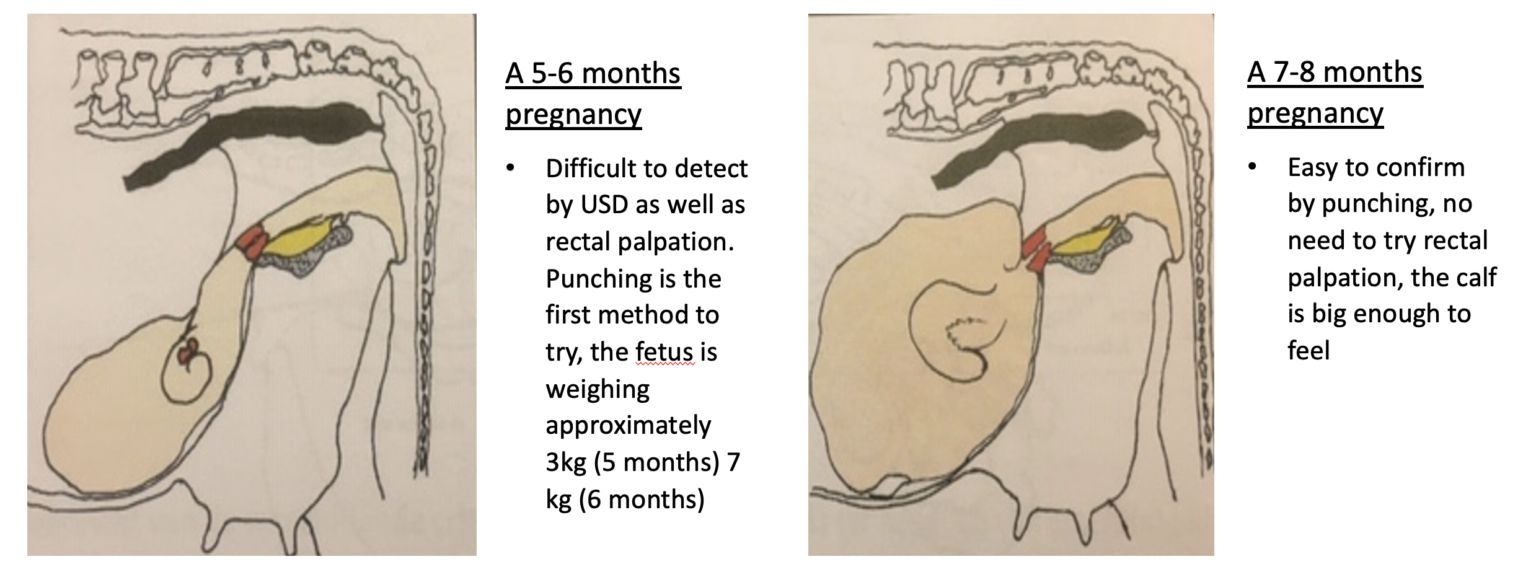 A 5-6 months
pregnancy
• Difficult to detect
by USD as well as
rectal palpation.
Punching is the
first method to
try, the fetus is
weighing
approximately
3kg (5 months) 7
kg (6 months)
A 7-8 months
pregnancy
• Easy to confirm
by punching, no
need to try rectal
palpation, the calf
is big enough to
feel